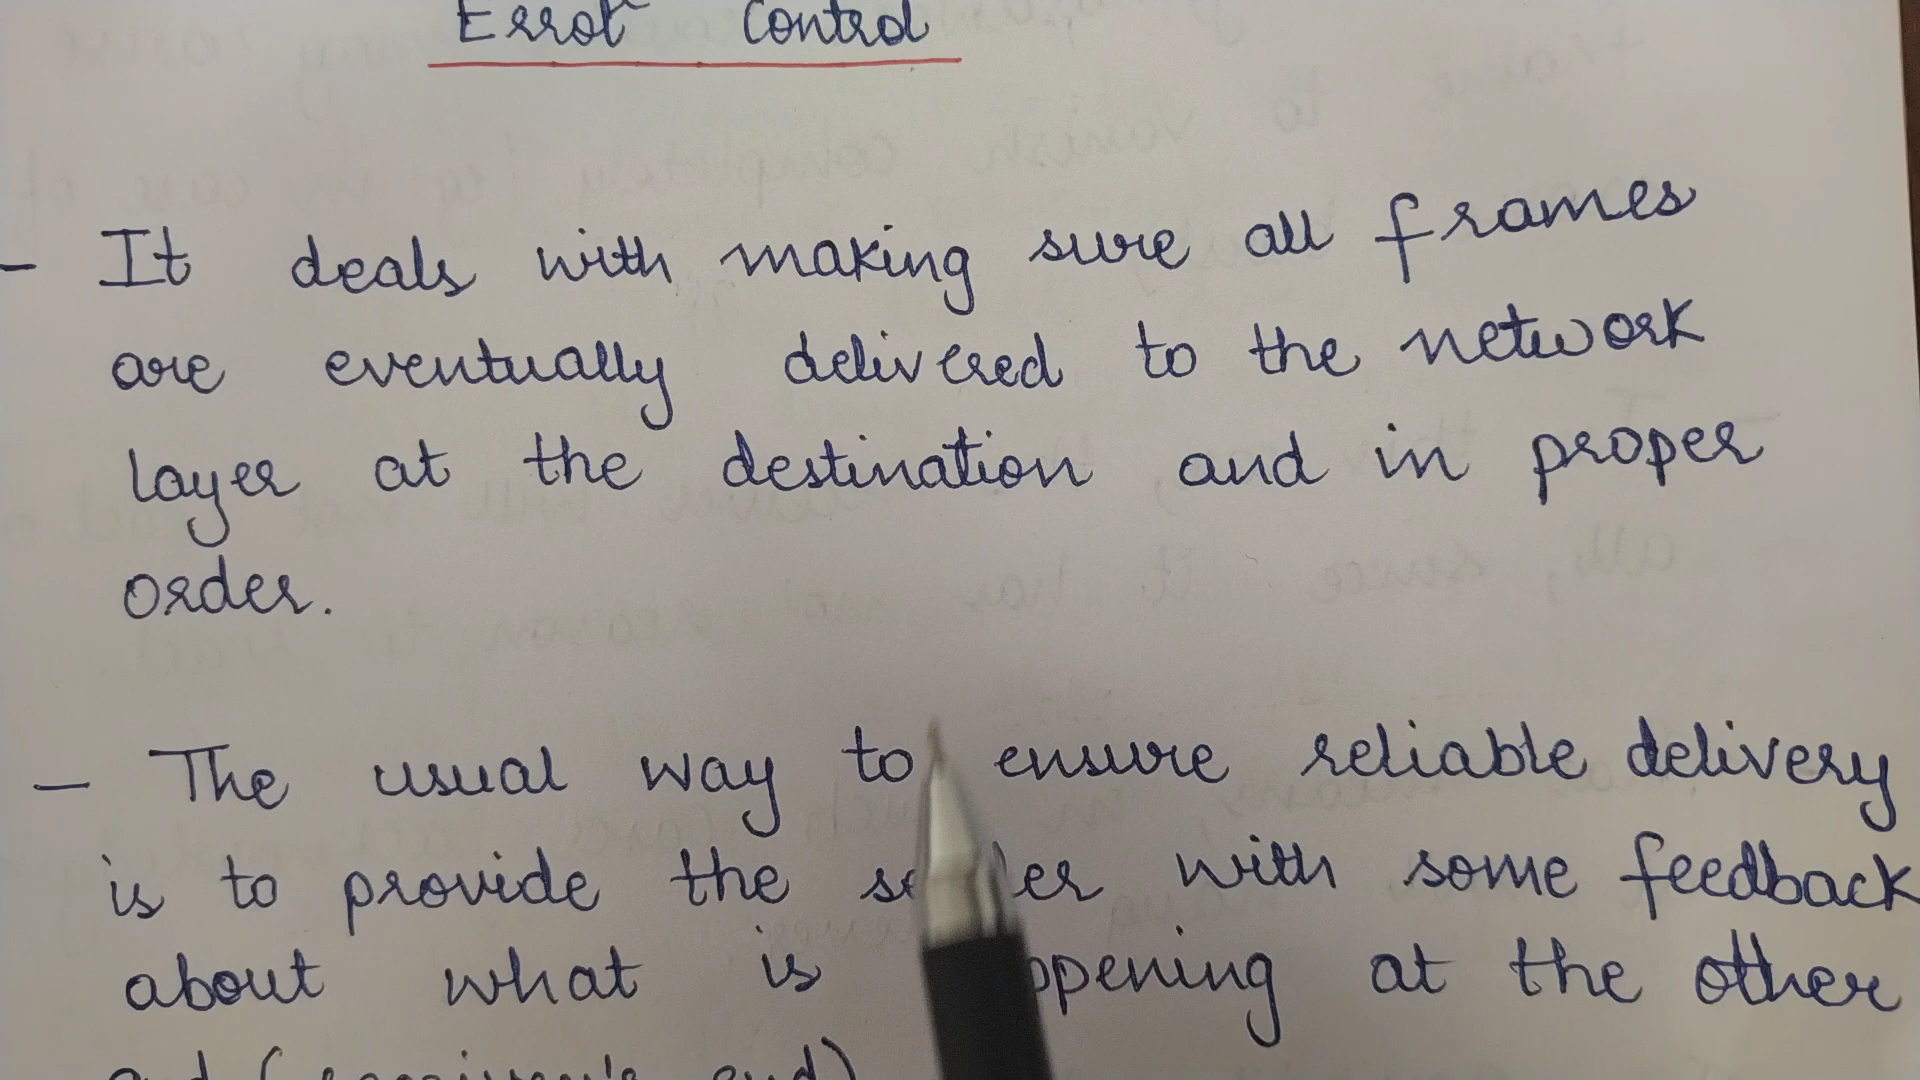 Error Control
- It deals with making sure all frames
are eventually delivered to the network
layer at the destination and in proper
order.
- The usual way to ensure reliable delivery
is to provide the with some feedback
about what is at the other
(receiver's end)